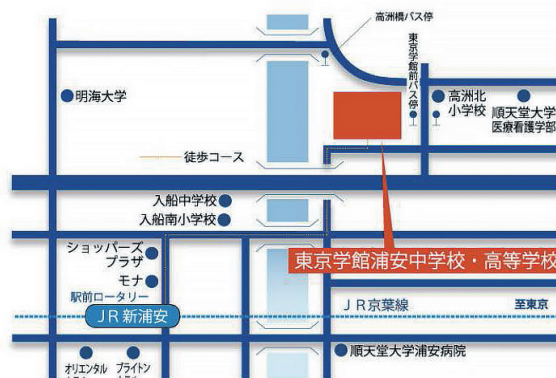 高洲橋バス停
東京学館前バス停
明海大学
高洲北
小学校
順天堂大学
医療看護学部
徒歩コース
入船中学校
入船南小学校
ショッパーズ
プラザ
モナ
駅前ロータリー
JR新浦安
東京学館浦安中学校・高等学校
JR京葉線
至東京
順天堂大学浦安病院
オリエンタル
ブライトン